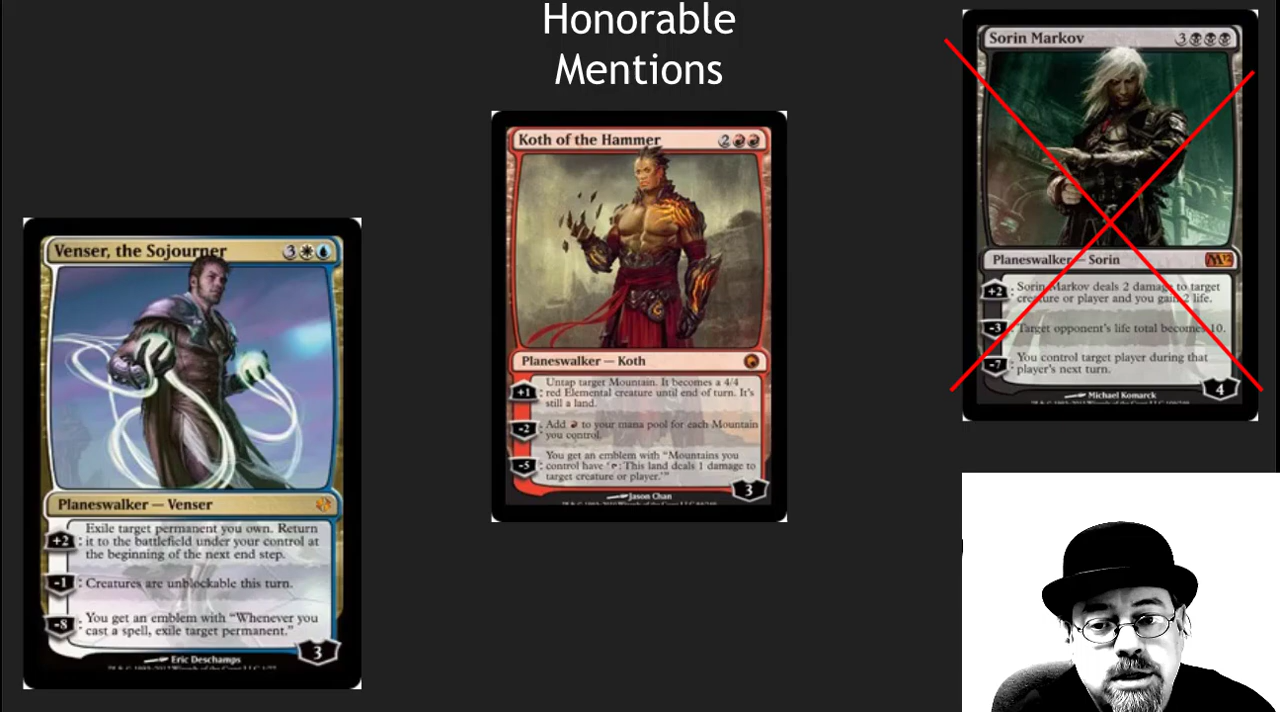 Honorable
Mentions
Venser, the Sojourner 3
Planeswalker — Venser
+2 : Exile target permanent you own. Return
it to the battlefield under your control at
the beginning of the next end step.
-1 : Creatures are unblockable this turn.
-8 : You get an emblem with “Whenever you
cast a spell, exile target permanent.”
3
Eric Deschamps
Koth of the Hammer 2
Planeswalker — Koth
+1 : Untap target Mountain. It becomes a 4/4
red Elemental creature until end of turn. It's
still a land.
-2 : Add to your mana pool for each Mountain
you control.
-5 : You get an emblem with “Mountains you
control have ‘: This land deals 1 damage to
target creature or player.’”
3
Jason Chan
Sorin Markov 3
Planeswalker — Sorin
M12
+2 : Sorin Markov deals 2 damage to target
creature or player and you gain 2 life.
-3 : Target opponent's life total becomes 10.
-7 : You control target player during that
player's next turn.
4
Michael Komarck